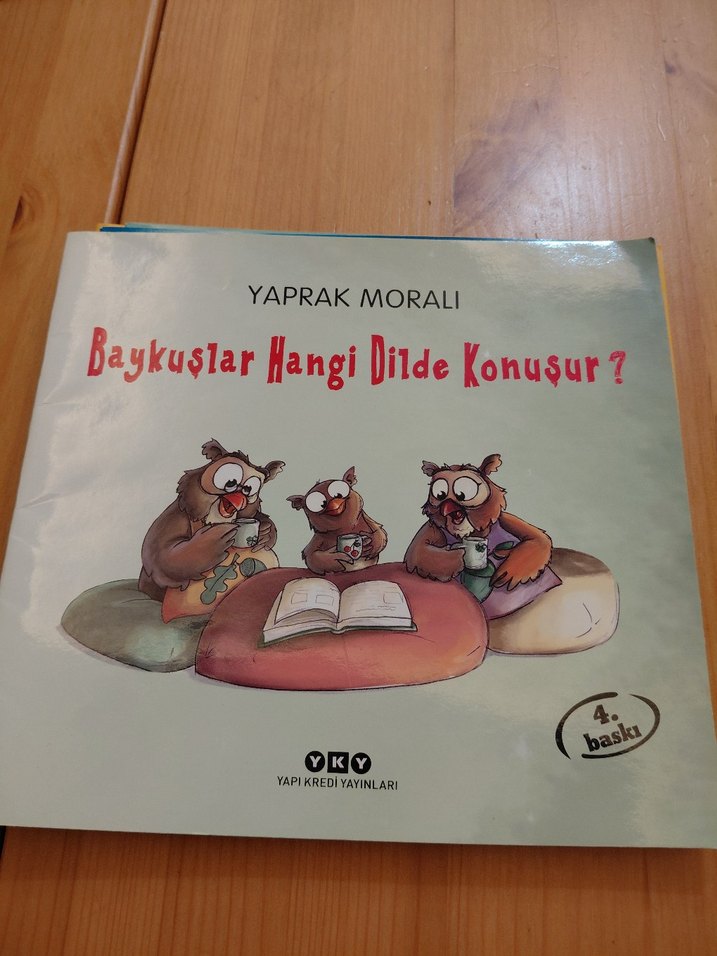 YAPRAK MORALI
Baykuşlar Hangi Dilde Konuşur?
4.
baskı
YKY
YAPI KREDİ YAYINLARI